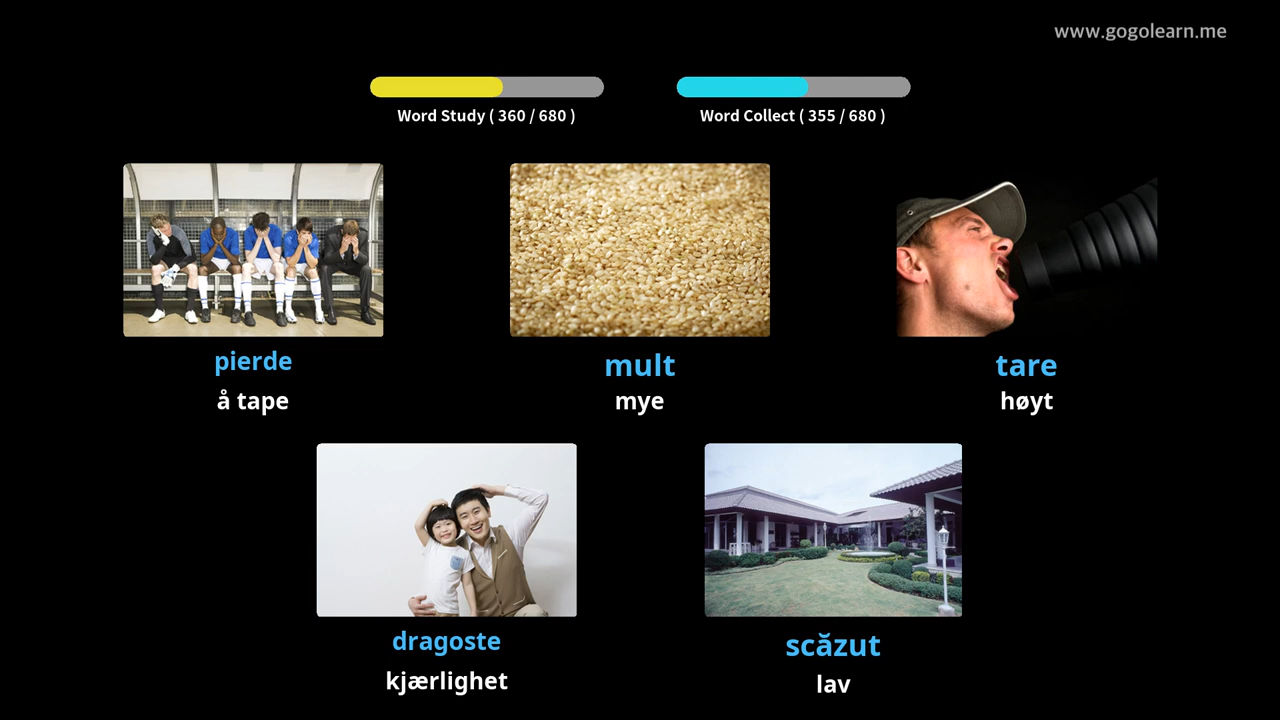 www.gogolearn.me
Word Study ( 360 / 680 )
Word Collect ( 355 / 680 )
pierde
å tape
mult
mye
tare
høyt
dragoste
kjærlighet
scăzut
lav